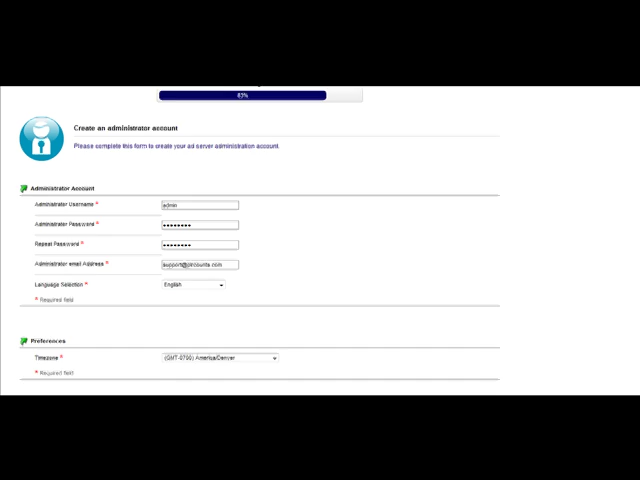 83%
Create an administrator account
Please complete this form to create your ad server administration account.
Administrator Account
Administrator Username * admin
Administrator Password * ••••••••
Repeat Password * ••••••••
Administrator email Address *
Language Selection * English
* Required field
Preferences
Timezone * (GMT-0700) America/Denver
* Required field